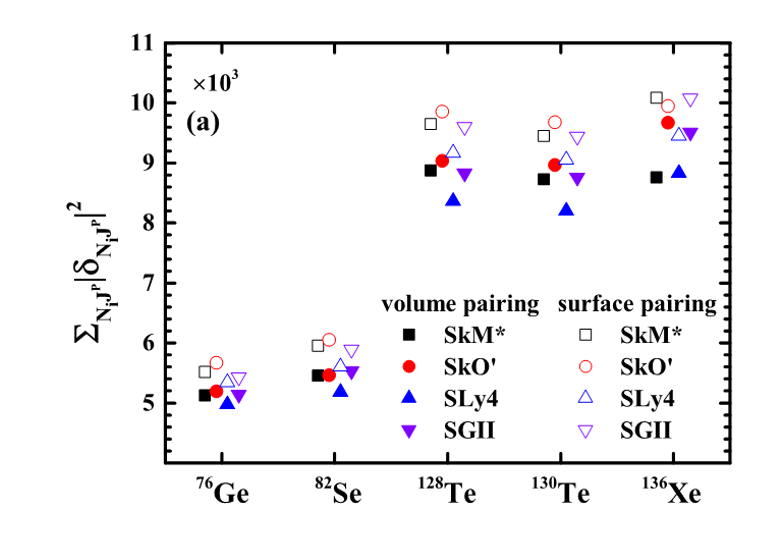 ×10³
(a)
11
10
9
8
7
6
5
Σ_{N_iJ^P}|δ_{N_iJ^P}|²
volume pairing surface pairing
SkM* SkM*
SkO' SkO'
SLy4 SLy4
SGII SGII
⁷⁶Ge ⁸²Se ¹²⁸Te ¹³⁰Te ¹³⁶Xe